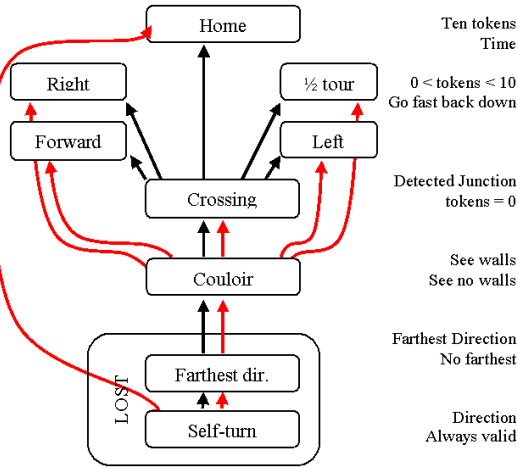 Home
Ten tokens
Time
Right
½ tour
0 < tokens < 10
Go fast back down
Forward
Left
Crossing
Detected Junction
tokens = 0
Couloir
See walls
See no walls
Farthest dir.
Farthest Direction
No farthest
LOST
Self-turn
Direction
Always valid